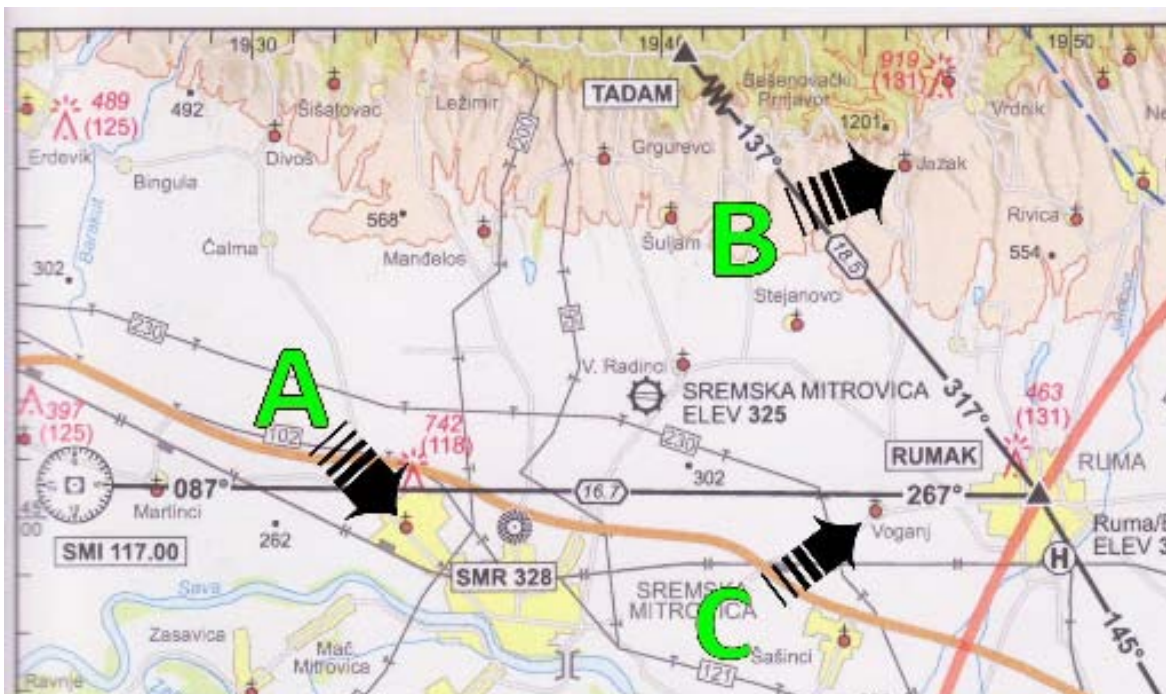 19.30
19.40
19.50
489
(125)
492
Šišatovac
Ležimir
200
TADAM
Bešenovački
Prnjavor
919
(131)
Vrdnik
Erdevik
Divoš
Bingula
Grgurevci
137°
1201
Jazak
Barakut
568
Čalma
Manđelos
Šuljam
B
18.5
Rivica
554
302
Stejanovci
230
A
V. Radinci
SREMSKA MITROVICA
ELEV 325
317°
463
(131)
397
(125)
102
742
(118)
230
302
RUMAK
RUMA
087°
16.7
267°
Martinci
Voganj
00
262
SMI 117.00
SMR 328
H
SREMSKA
MITROVICA
C
Sava
Zasavica
Mač.
Mitrovica
Šašinci
121
145°
Ravnje